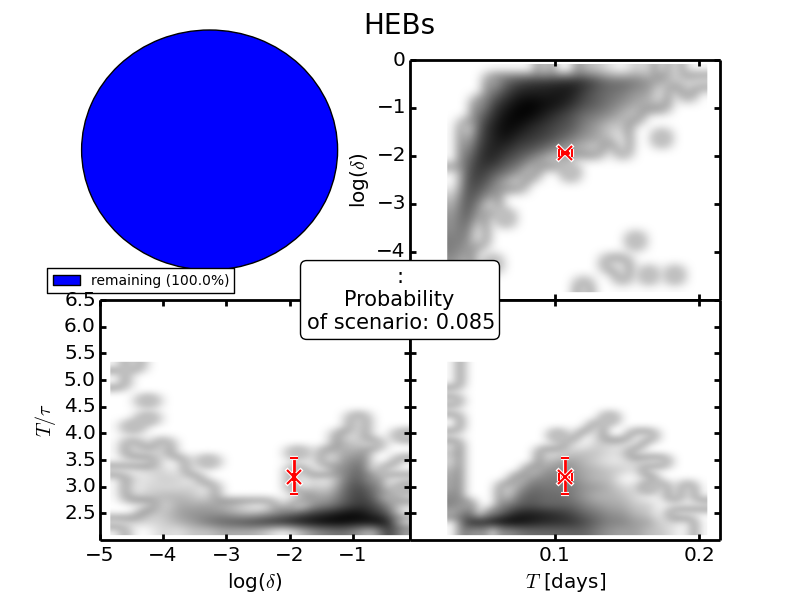 HEBs
remaining (100.0%)
log(δ)
0
−1
−2
−3
−4
:
Probability
of scenario: 0.085
T/τ
6.5
6.0
5.5
5.0
4.5
4.0
3.5
3.0
2.5
−5 −4 −3 −2 −1
log(δ)
0.1 0.2
T [days]